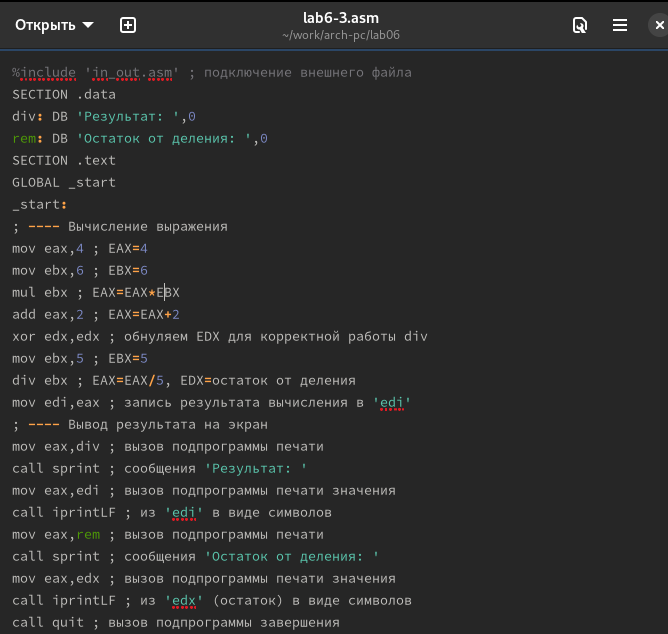 Открыть
lab6-3.asm
~/work/arch-pc/lab06
%include 'in_out.asm' ; подключение внешнего файла
SECTION .data
div: DB 'Результат: ',0
rem: DB 'Остаток от деления: ',0
SECTION .text
GLOBAL _start
_start:
; ---- Вычисление выражения
mov eax,4 ; EAX=4
mov ebx,6 ; EBX=6
mul ebx ; EAX=EAX*EBX
add eax,2 ; EAX=EAX+2
xor edx,edx ; обнуляем EDX для корректной работы div
mov ebx,5 ; EBX=5
div ebx ; EAX=EAX/5, EDX=остаток от деления
mov edi,eax ; запись результата вычисления в 'edi'
; ---- Вывод результата на экран
mov eax,div ; вызов подпрограммы печати
call sprint ; сообщения 'Результат: '
mov eax,edi ; вызов подпрограммы печати значения
call iprintLF ; из 'edi' в виде символов
mov eax,rem ; вызов подпрограммы печати
call sprint ; сообщения 'Остаток от деления: '
mov eax,edx ; вызов подпрограммы печати значения
call iprintLF ; из 'edx' (остаток) в виде символов
call quit ; вызов подпрограммы завершения